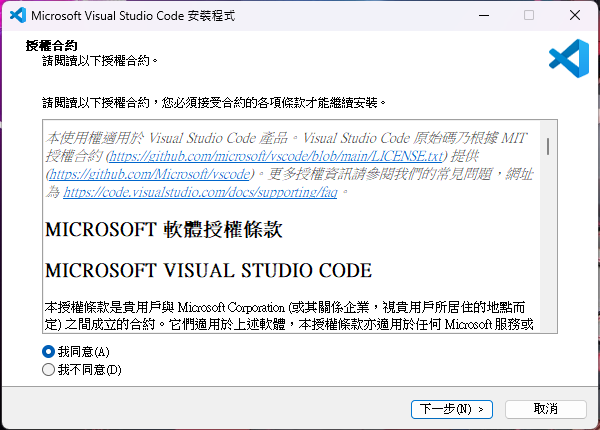 Microsoft Visual Studio Code 安裝程式
授權合約
請閱讀以下授權合約。
請閱讀以下授權合約，您必須接受合約的各項條款才能繼續安裝。
本使用權適用於 Visual Studio Code 產品。Visual Studio Code 原始碼乃根據 MIT
授權合約 (https://github.com/microsoft/vscode/blob/main/LICENSE.txt) 提供
(https://github.com/Microsoft/vscode)。更多授權資訊請參閱我們的常見問題，網址
為 https://code.visualstudio.com/docs/supporting/faq。
MICROSOFT 軟體授權條款
MICROSOFT VISUAL STUDIO CODE
本授權條款是貴用戶與 Microsoft Corporation (或其關係企業，視貴用戶所居住的地點而
定) 之間成立的合約。它們適用於上述軟體，本授權條款亦適用於任何 Microsoft 服務或
我同意(A)
我不同意(D)
下一步(N) >
取消